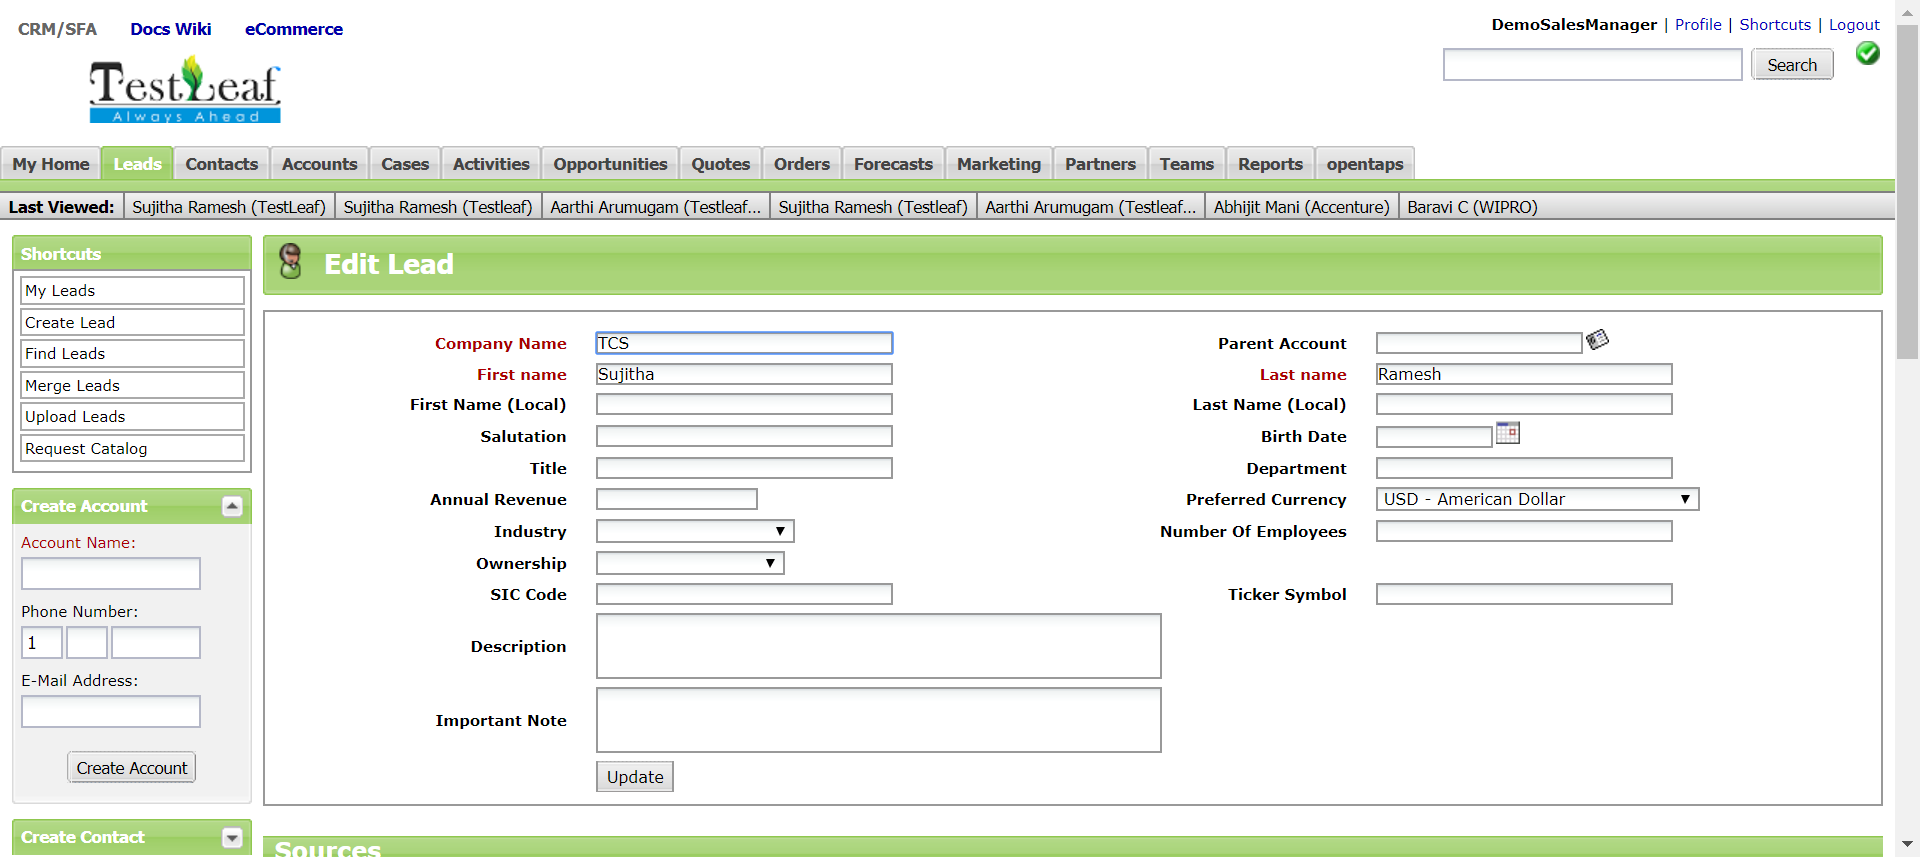 CRM/SFA Docs Wiki eCommerce
DemoSalesManager | Profile | Shortcuts | Logout
Search
TestLeaf
Always Ahead
My Home Leads Contacts Accounts Cases Activities Opportunities Quotes Orders Forecasts Marketing Partners Teams Reports opentaps
Last Viewed: Sujitha Ramesh (TestLeaf) Sujitha Ramesh (Testleaf) Aarthi Arumugam (Testleaf... Sujitha Ramesh (Testleaf) Aarthi Arumugam (Testleaf... Abhijit Mani (Accenture) Baravi C (WIPRO)
Shortcuts
My Leads
Create Lead
Find Leads
Merge Leads
Upload Leads
Request Catalog
Create Account
Account Name:
Phone Number:
1
E-Mail Address:
Create Account
Create Contact
Edit Lead
Company Name TCS Parent Account
First name Sujitha Last name Ramesh
First Name (Local) Last Name (Local)
Salutation Birth Date
Title Department
Annual Revenue Preferred Currency USD - American Dollar
Industry Number Of Employees
Ownership
SIC Code Ticker Symbol
Description
Important Note
Update
Sources